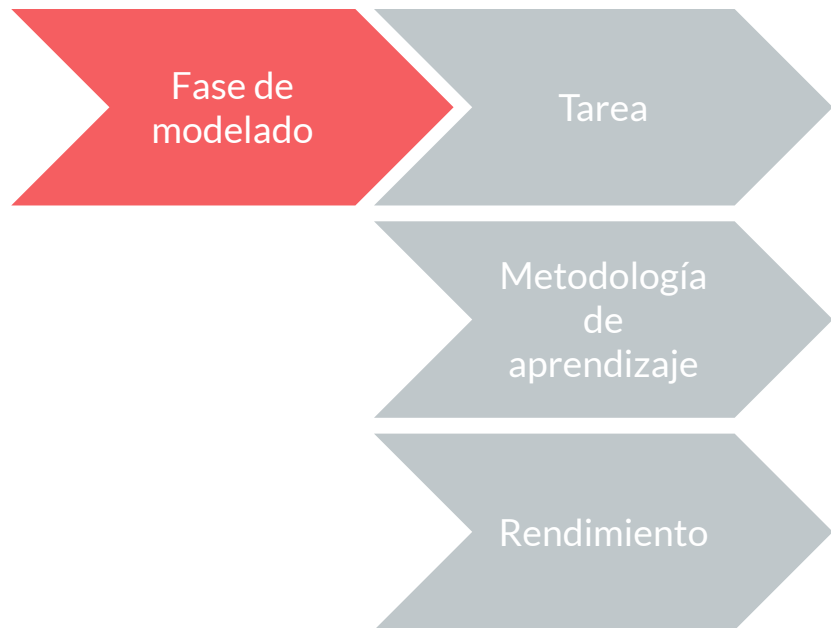 Fase de
modelado
Tarea
Metodología
de
aprendizaje
Rendimiento